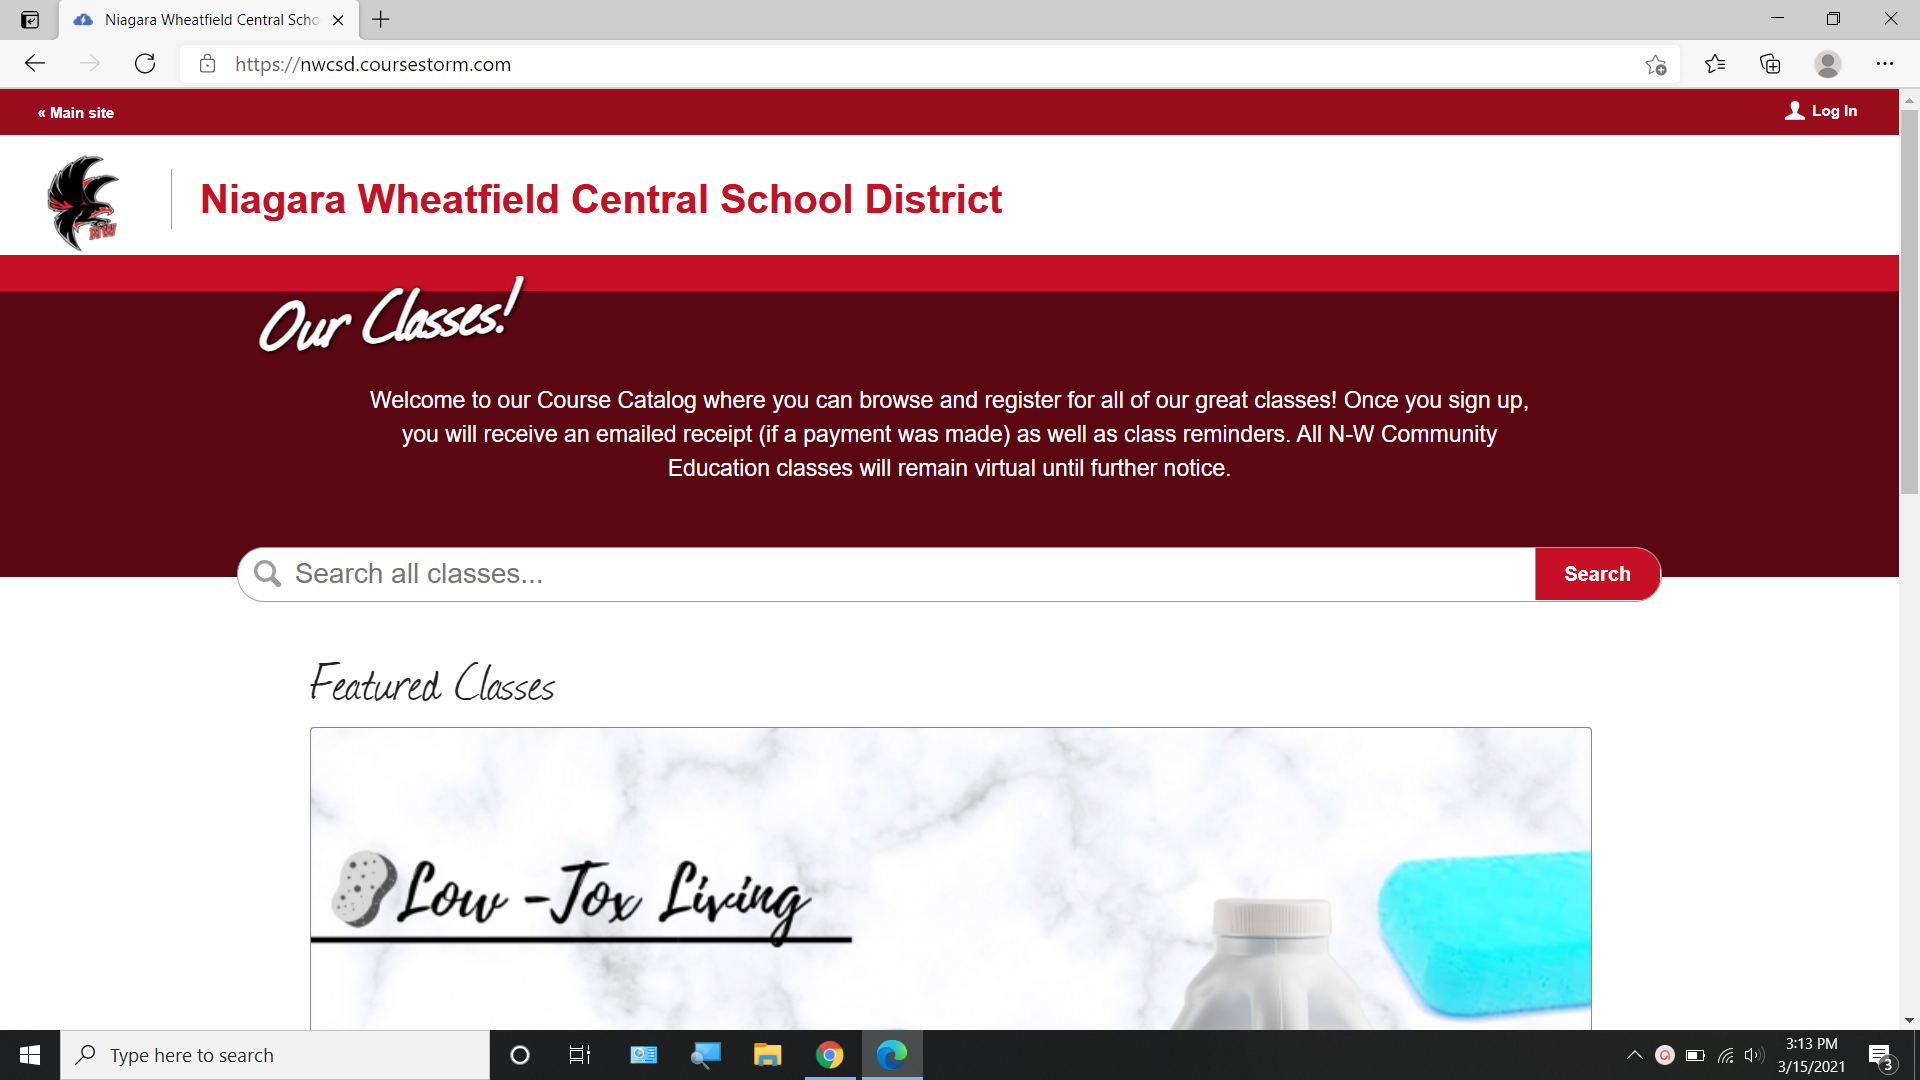 Niagara Wheatfield Central Scho
https://nwcsd.coursestorm.com
« Main site
Log In
NW
Niagara Wheatfield Central School District
Our Classes!
Welcome to our Course Catalog where you can browse and register for all of our great classes! Once you sign up,
you will receive an emailed receipt (if a payment was made) as well as class reminders. All N-W Community
Education classes will remain virtual until further notice.
Search all classes...
Search
Featured Classes
Low -Tox Living
Type here to search
3:13 PM
3/15/2021
3